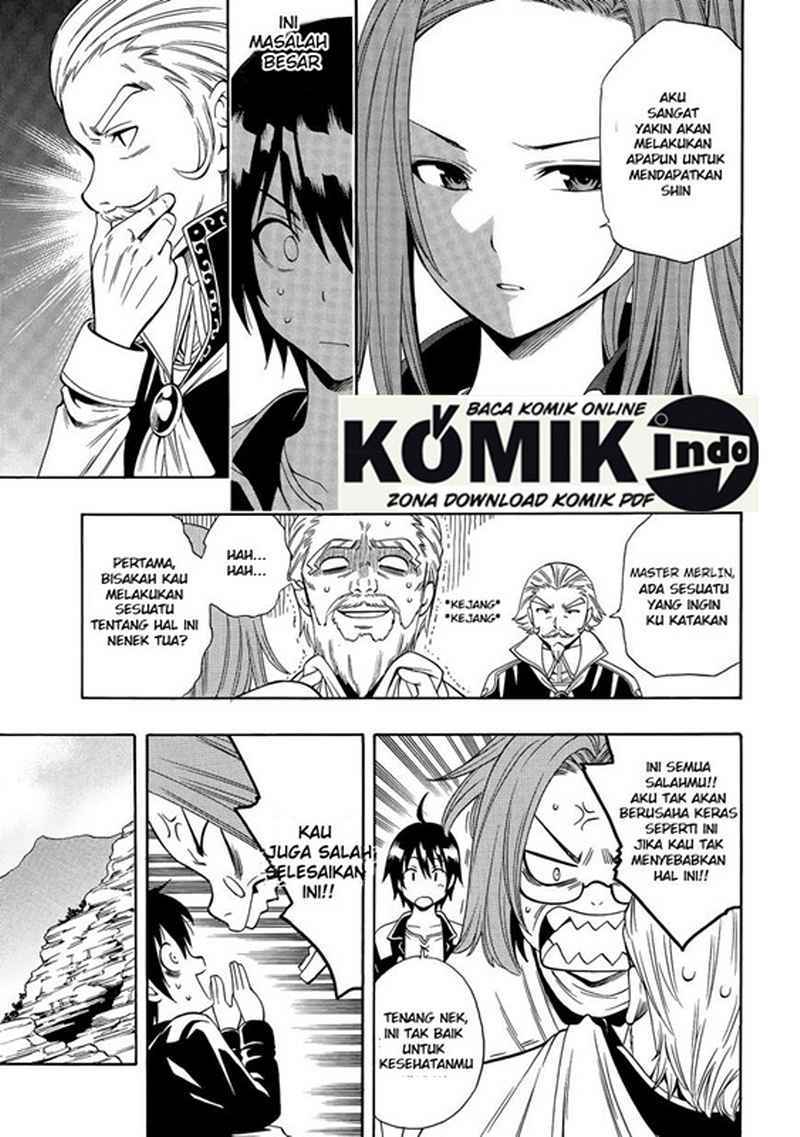 AKU
SANGAT
YAKIN AKAN
MELAKUKAN
APAPUN UNTUK
MENDAPATKAN
SHIN
INI
MASALAH
BESAR
BACA KOMIK ONLINE
KOMIK Indo
ZONA DOWNLOAD KOMIK PDF
MASTER MERLIN,
ADA SESUATU
YANG INGIN
KU KATAKAN
*KEJANG*
*KEJANG*
HAH...
HAH...
PERTAMA,
BISAKAH KAU
MELAKUKAN
SESUATU
TENTANG HAL INI
NENEK TUA?
INI SEMUA
SALAHMU!!
AKU TAK AKAN
BERUSAHA KERAS
SEPERTI INI
JIKA KAU TAK
MENYEBABKAN
HAL INI!!
TENANG NEK,
INI TAK BAIK
UNTUK
KESEHATANMU
KAU
JUGA SALAH
SELESAIKAN
INI!!